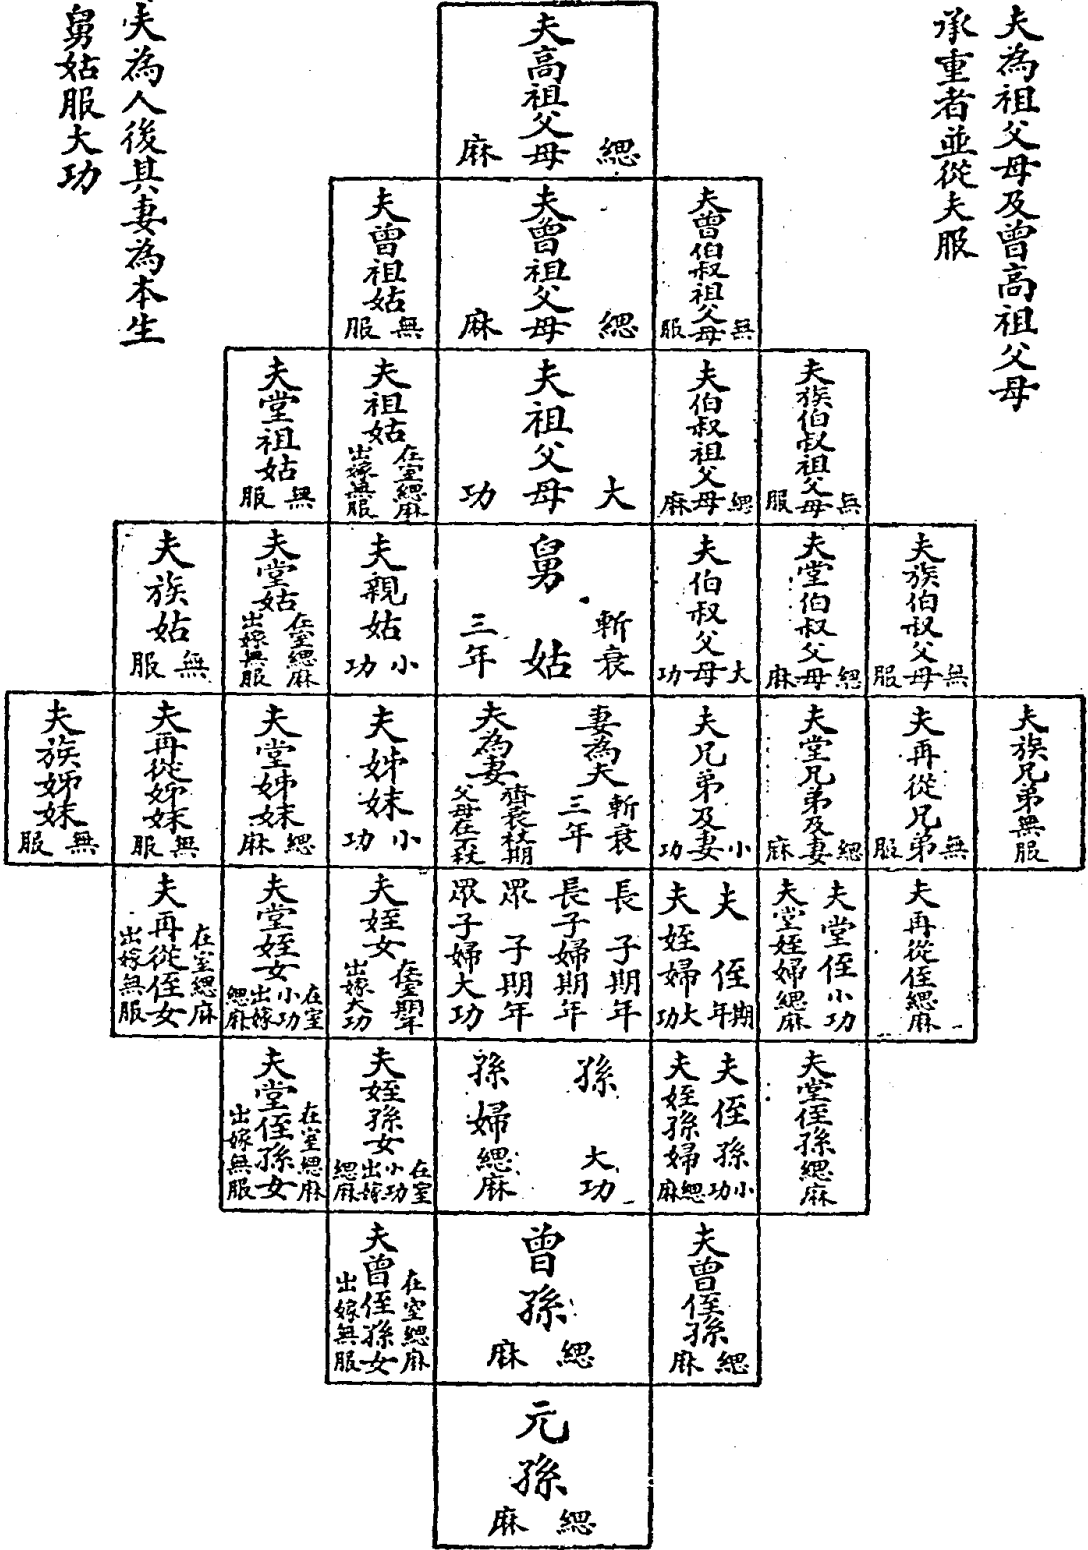 夫為祖父母及曾高祖父母
承重者並從夫服
夫高祖父母 緦麻
夫曾伯叔祖父母 無服
夫曾祖父母 緦麻
夫曾祖姑 無服
夫族伯叔祖父母 無服
夫伯叔祖父母 緦麻
夫祖父母 大功
夫祖姑 在室緦麻 出嫁無服
夫堂祖姑 無服
夫族伯叔父母 無服
夫堂伯叔父母 緦麻
夫伯叔父母 大功
舅姑 斬衰三年
夫親姑 小功
夫堂姑 在室緦麻 出嫁無服
夫族姑 無服
夫族兄弟無服
夫再從兄弟 無服
夫堂兄弟及妻 緦麻
夫兄弟及妻 小功
妻為夫 斬衰三年
夫為妻 齊衰杖期 父母在不杖
夫姊妹 小功
夫堂姊妹 緦麻
夫再從姊妹 無服
夫族姊妹 無服
夫再從侄緦麻
夫堂侄小功
夫堂姪婦緦麻
夫侄期年
夫姪婦大功
長子期年
長子婦期年
眾子期年
眾子婦大功
夫姪女 在室期年 出嫁大功
夫堂姪女 在室小功 出嫁緦麻
夫再從侄女 在室緦麻 出嫁無服
夫堂侄孫緦麻
夫侄孫小功
夫姪孫婦緦麻
孫 大功
孫婦緦麻
夫姪孫女 在室小功 出嫁緦麻
夫堂侄孫女 在室緦麻 出嫁無服
夫曾侄孫 緦麻
曾孫 緦麻
夫曾侄孫女 在室緦麻 出嫁無服
元孫 緦麻
夫為人後其妻為本生
舅姑服大功